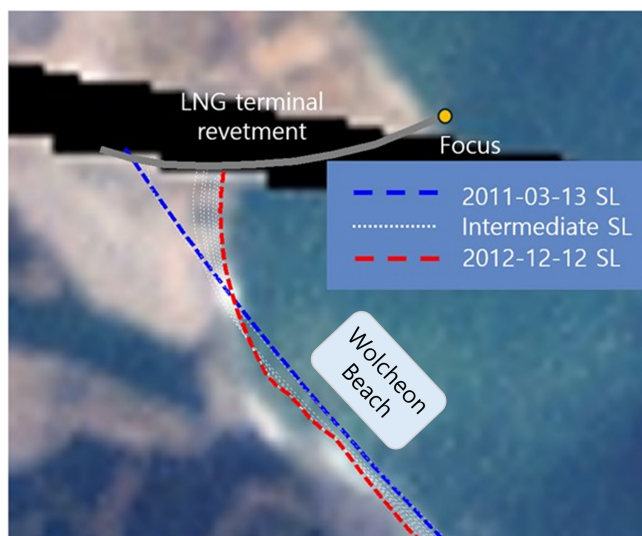 LNG terminal
revetment
Focus
2011-03-13 SL
Intermediate SL
2012-12-12 SL
Wolcheon
Beach